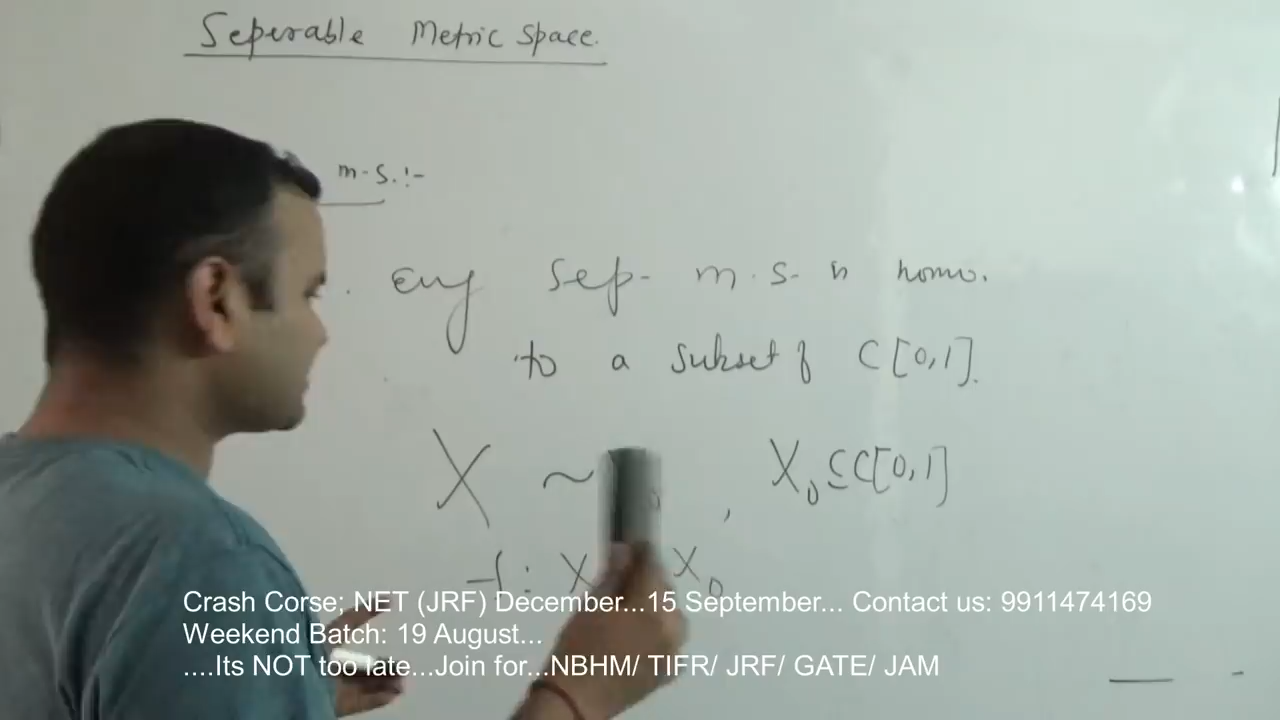 Seperable Metric Space.
m.s.:-
Evy sep. m.s. is homo.
to a subset of C[0,1].
X ~ , X₀ ⊆ C[0,1]
f: X X₀
Crash Corse; NET (JRF) December...15 September... Contact us: 9911474169
Weekend Batch: 19 August...
....Its NOT too late...Join for...NBHM/ TIFR/ JRF/ GATE/ JAM